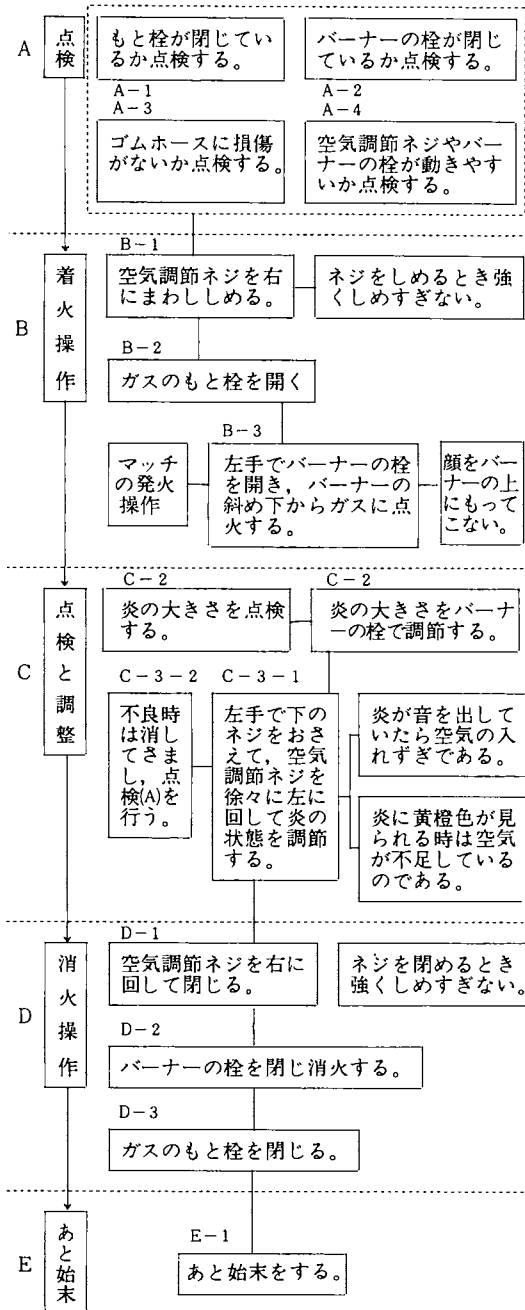 A
点検
もと栓が閉じてい
るか点検する。
バーナーの栓が閉じ
ているか点検する。
A-1
A-3
A-2
A-4
ゴムホースに損傷
がないか点検する。
空気調節ネジやバー
ナーの栓が動きやす
いか点検する。
B
着火操作
B-1
空気調節ネジを右
にまわししめる。
ネジをしめるとき強
くしめすぎない。
B-2
ガスのもと栓を開く
B-3
マッチ
の発火
操作
左手でバーナーの栓
を開き，バーナーの
斜め下からガスに点
火する。
顔をバ
ーナー
の上
にもって
こない。
C
点検と調整
C-2
炎の大きさを点検
する。
C-2
炎の大きさをバーナ
ーの栓で調節する。
C-3-2
不良時
は消し
てさま
し，点
検(A)を
行う。
C-3-1
左手で下の
ネジをおさ
えて，空気
調節ネジを
徐々に左に
回して炎の
状態を調節
する。
炎が音を出して
いたら空気の入
れずぎである。
炎に黄橙色が見
られる時は空気
が不足している
のである。
D
消火操作
D-1
空気調節ネジを右に
回して閉じる。
ネジを閉めるとき
強くしめすぎない。
D-2
バーナーの栓を閉じ消火する。
D-3
ガスのもと栓を閉じる。
E
あと始末
E-1
あと始末をする。